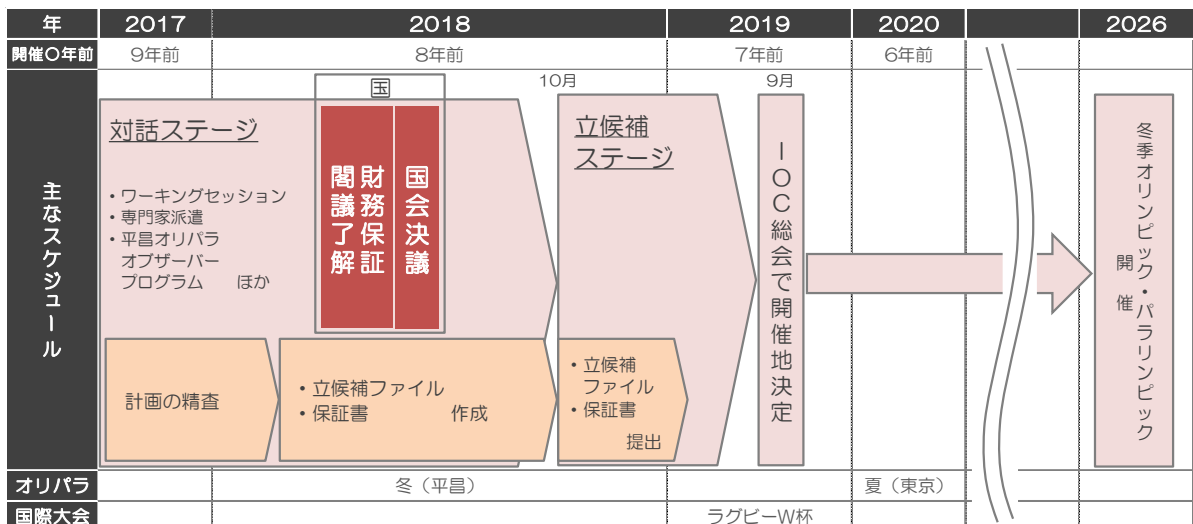 年 2017 2018 2019 2020 2026
開催〇年前 9年前 8年前 7年前 6年前
主なスケジュール
10月
9月
国
対話ステージ
・ワーキングセッション
・専門家派遣
・平昌オリパラ
オブザーバー
プログラム ほか
財務保証
閣議了解
国会決議
立候補
ステージ
IOC総会で開催地決定
冬季オリンピック・パラリンピック
開催
計画の精査
・立候補ファイル
・保証書 作成
・立候補
ファイル
・保証書
提出
オリパラ 冬（平昌） 夏（東京）
国際大会 ラグビーW杯